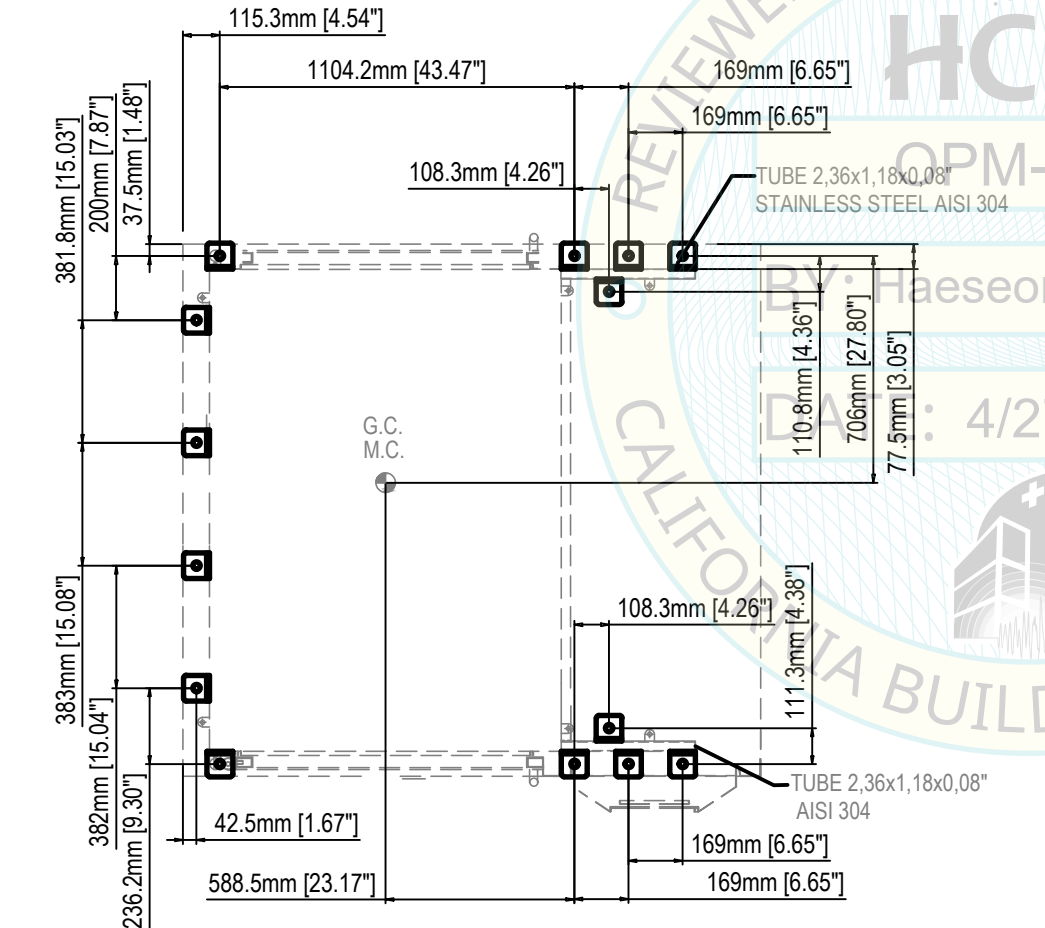 115.3mm [4.54"]
1104.2mm [43.47"]
169mm [6.65"]
169mm [6.65"]
108.3mm [4.26"]
381.8mm [15.03"]
200mm [7.87"]
37.5mm [1.48"]
TUBE 2,36x1,18x0,08"
STAINLESS STEEL AISI 304
HC
OPM-
BY: Haeseo
DATE: 4/2
REVIEWE
CALIFORNIA BUILD
110.8mm [4.36"]
706mm [27.80"]
77.5mm [3.05"]
G.C.
M.C.
108.3mm [4.26"]
111.3mm [4.38"]
383mm [15.08"]
382mm [15.04"]
236.2mm [9.30"]
42.5mm [1.67"]
588.5mm [23.17"]
TUBE 2,36x1,18x0,08"
AISI 304
169mm [6.65"]
169mm [6.65"]